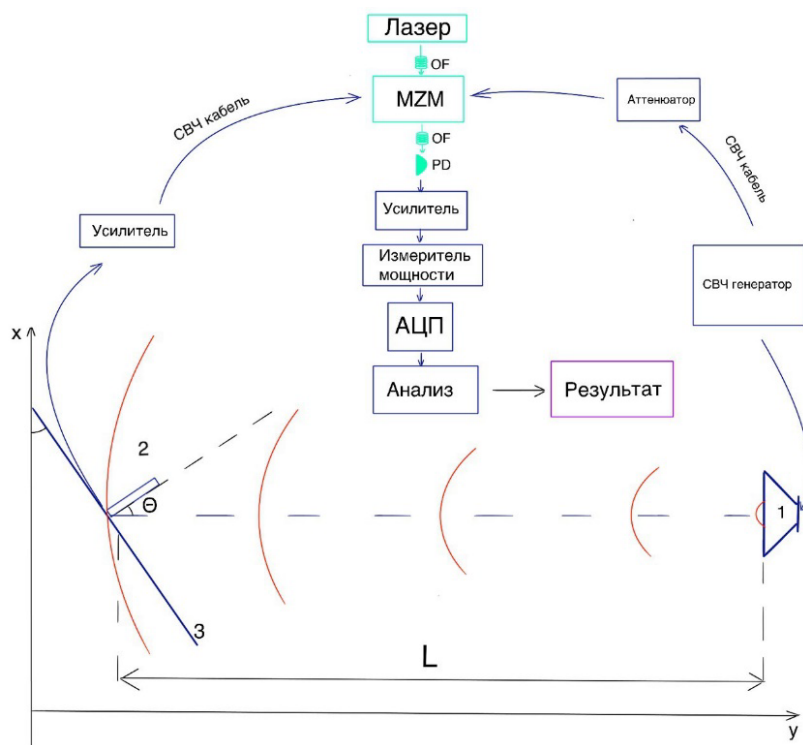 Лазер
OF
MZM
Аттенюатор
СВЧ кабель
OF
PD
СВЧ кабель
Усилитель
Усилитель
Измеритель
мощности
СВЧ генератор
АЦП
x
Анализ
Результат
2
Θ
1
3
L
y